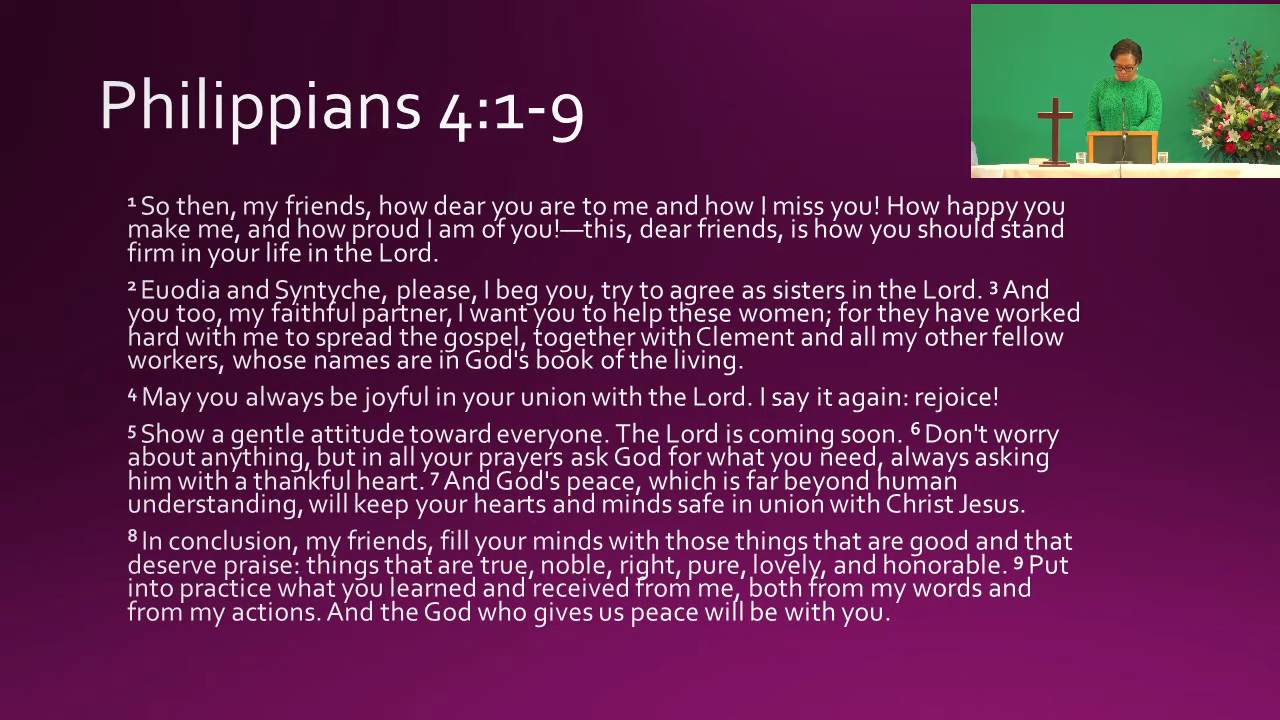 Philippians 4:1-9
¹ So then, my friends, how dear you are to me and how I miss you! How happy you
make me, and how proud I am of you!—this, dear friends, is how you should stand
firm in your life in the Lord.
² Euodia and Syntyche, please, I beg you, try to agree as sisters in the Lord. ³ And
you too, my faithful partner, I want you to help these women; for they have worked
hard with me to spread the gospel, together with Clement and all my other fellow
workers, whose names are in God's book of the living.
⁴ May you always be joyful in your union with the Lord. I say it again: rejoice!
⁵ Show a gentle attitude toward everyone. The Lord is coming soon. ⁶ Don't worry
about anything, but in all your prayers ask God for what you need, always asking
him with a thankful heart. ⁷ And God's peace, which is far beyond human
understanding, will keep your hearts and minds safe in union with Christ Jesus.
⁸ In conclusion, my friends, fill your minds with those things that are good and that
deserve praise: things that are true, noble, right, pure, lovely, and honorable. ⁹ Put
into practice what you learned and received from me, both from my words and
from my actions. And the God who gives us peace will be with you.